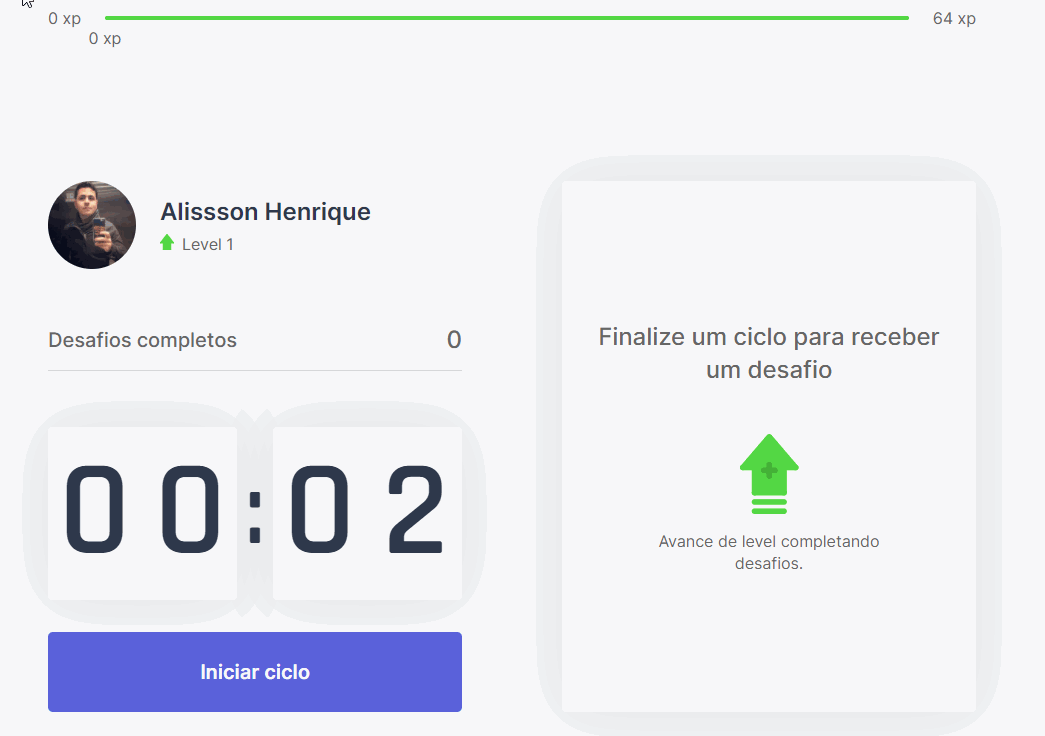 0 xp
64 xp
0 xp
Alissson Henrique
Level 1
Desafios completos
0
00:02
Iniciar ciclo
Finalize um ciclo para receber
um desafio
Avance de level completando
desafios.